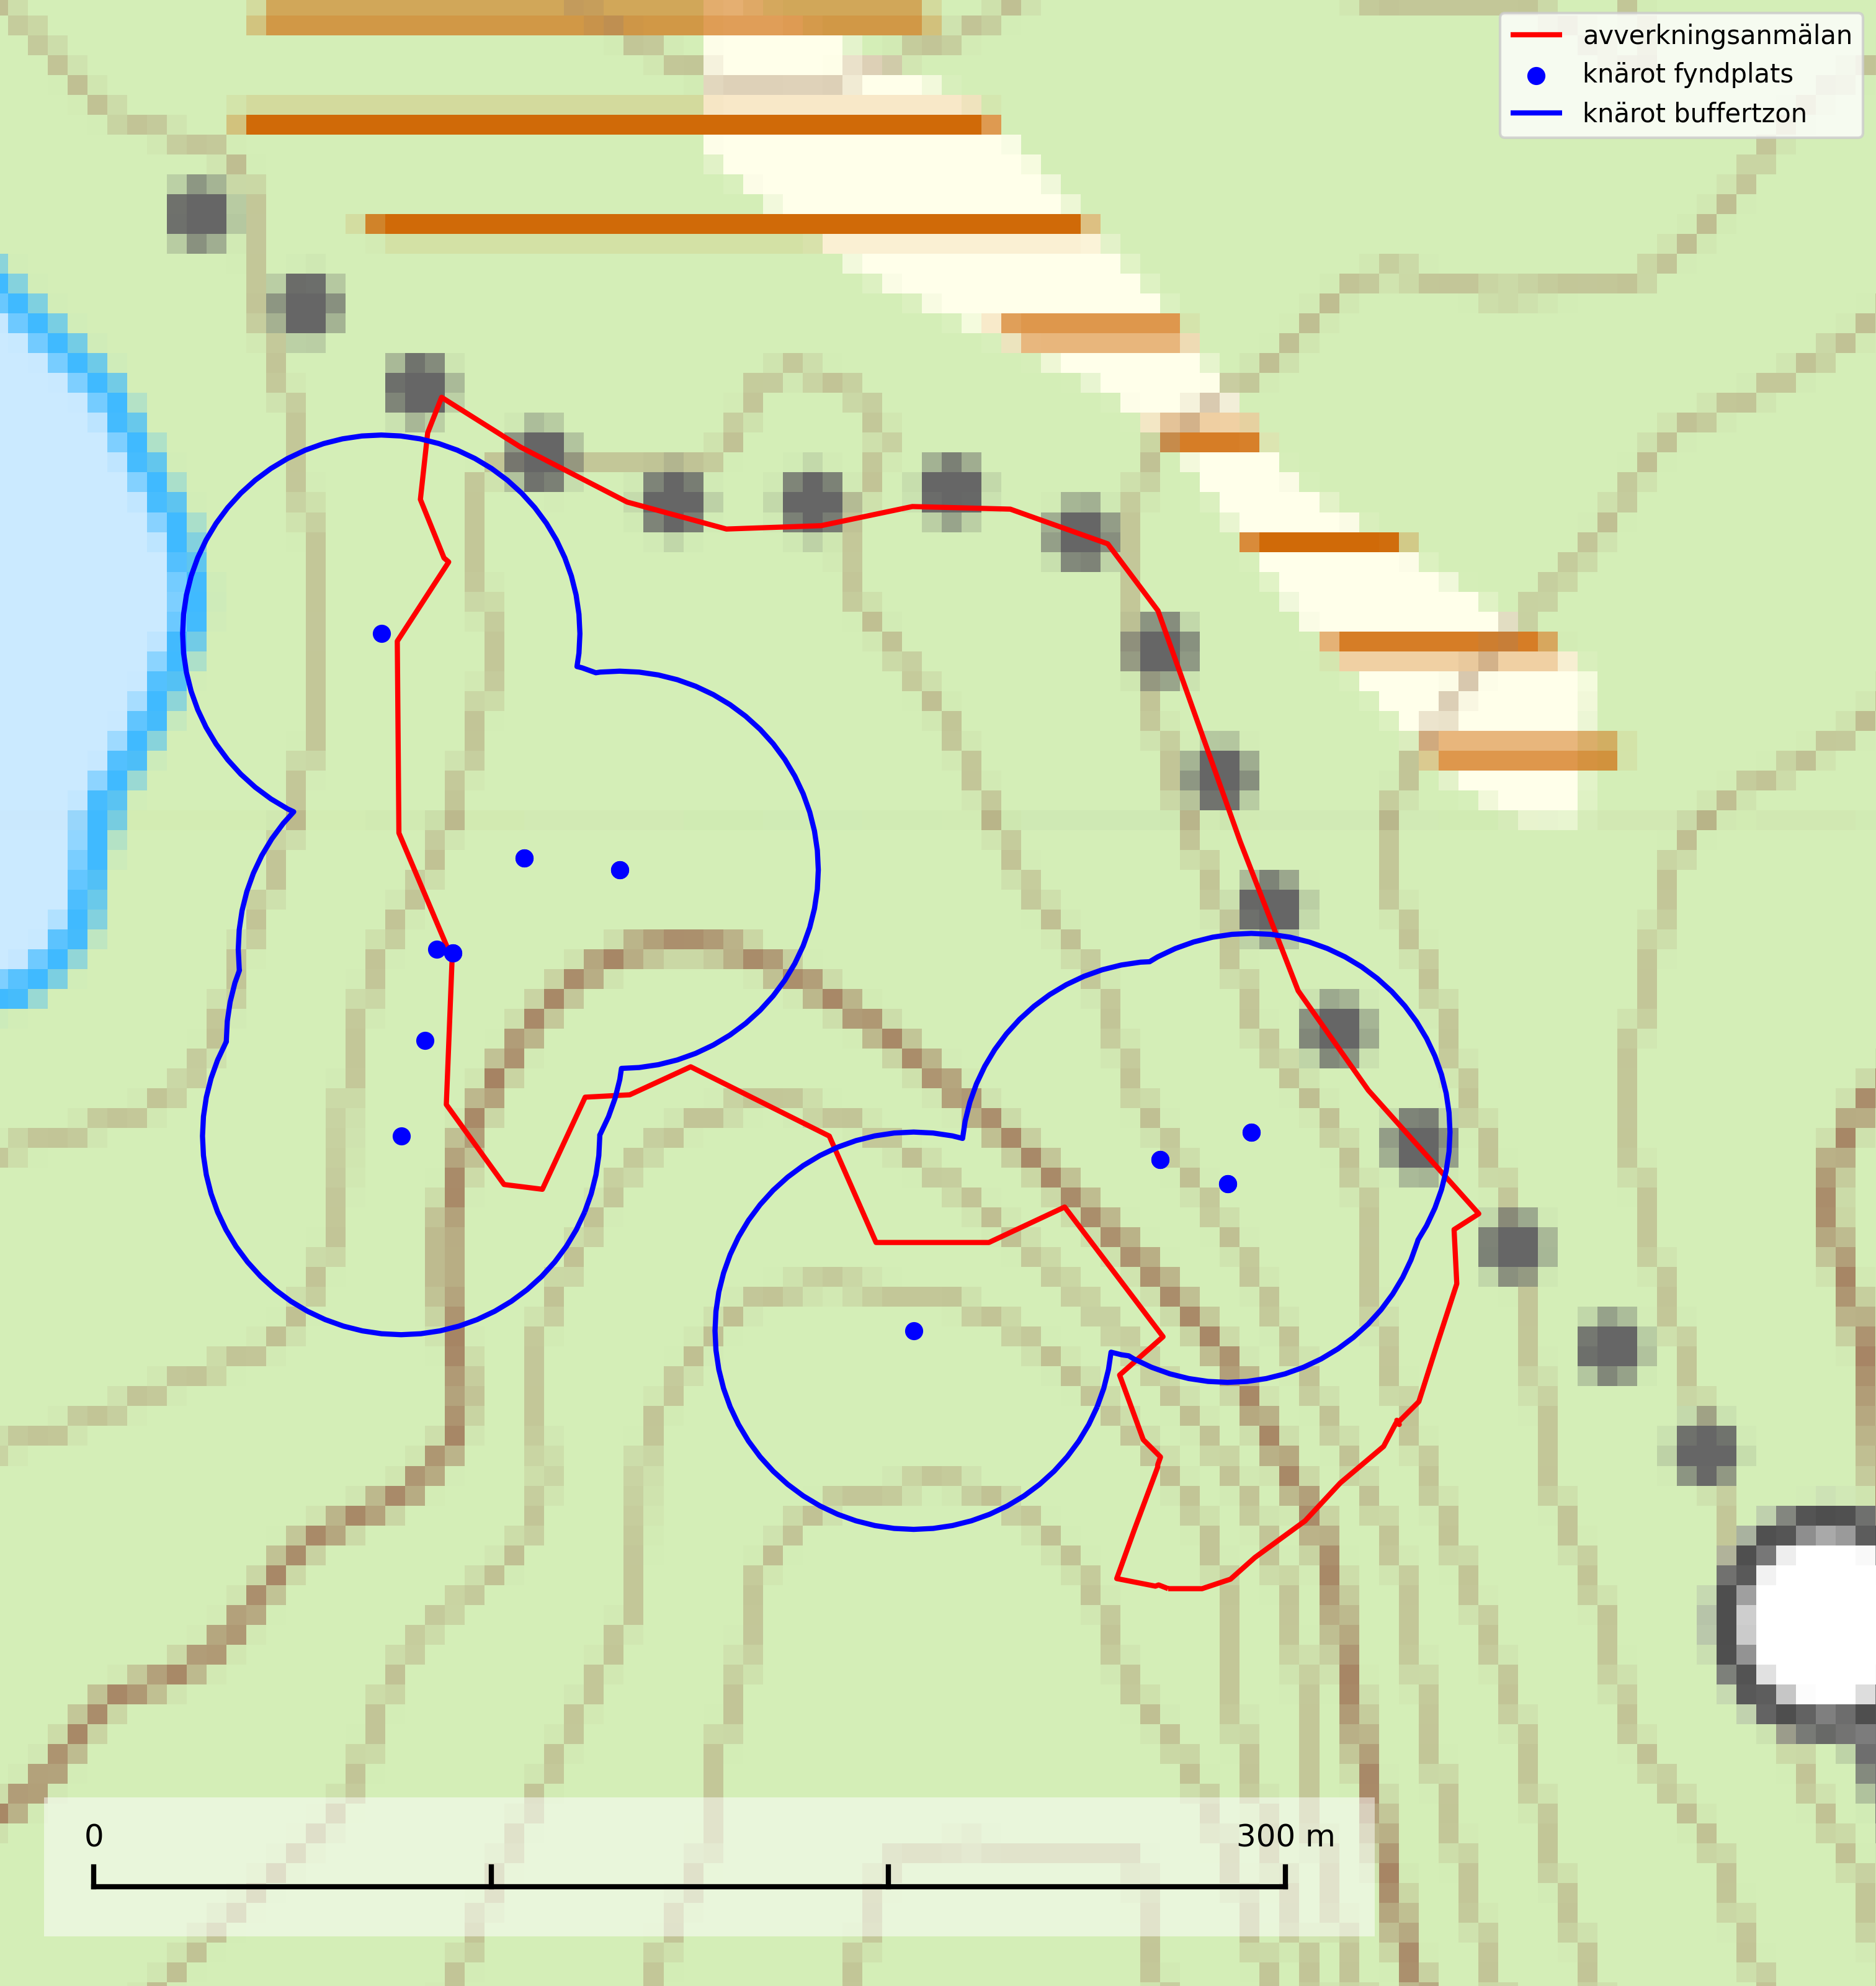 avverkningsanmälan
knärot fyndplats
knärot buffertzon
0
300 m